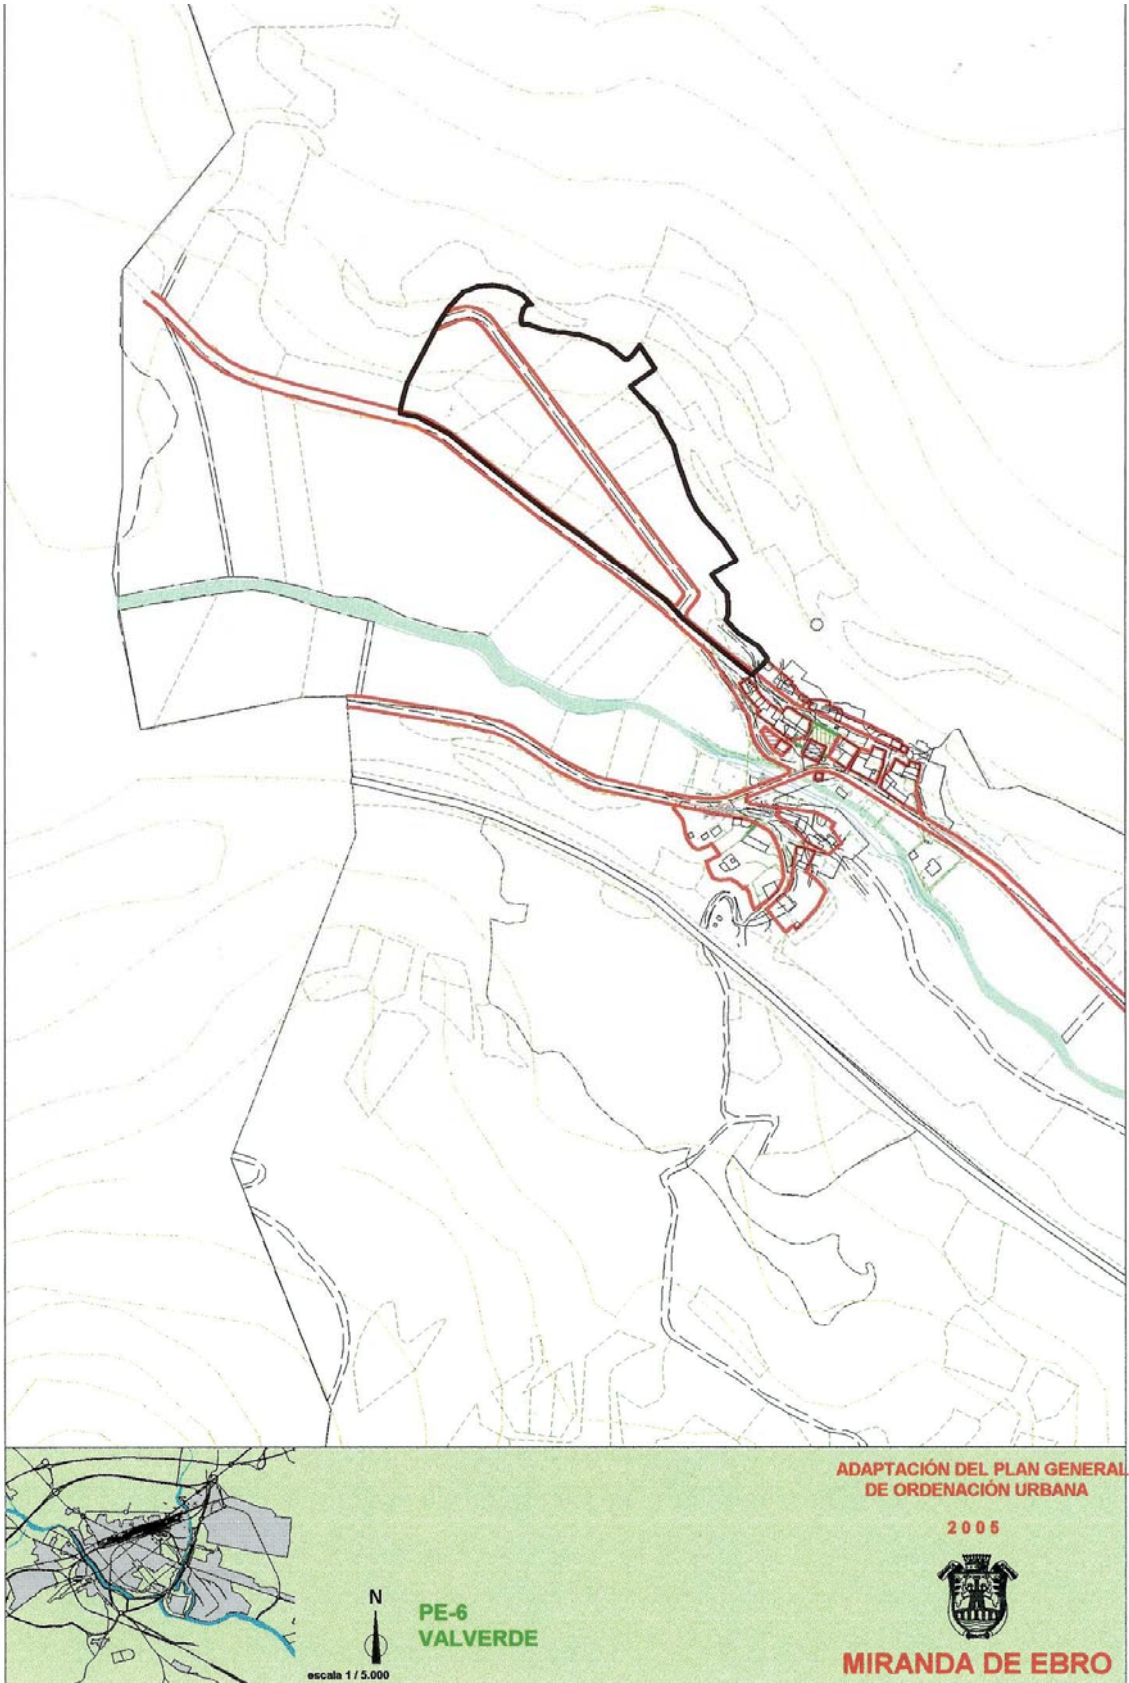 ADAPTACIÓN DEL PLAN GENERAL
DE ORDENACIÓN URBANA
2005
N
escala 1 / 5.000
PE-6
VALVERDE
MIRANDA DE EBRO